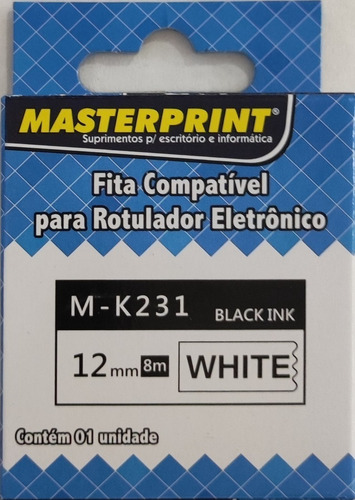 MASTERPRINT®
Suprimentos p/ escritório e informática
Fita Compatível
para Rotulador Eletrônico
M-K231 BLACK INK
12mm 8m WHITE
Contém 01 unidade